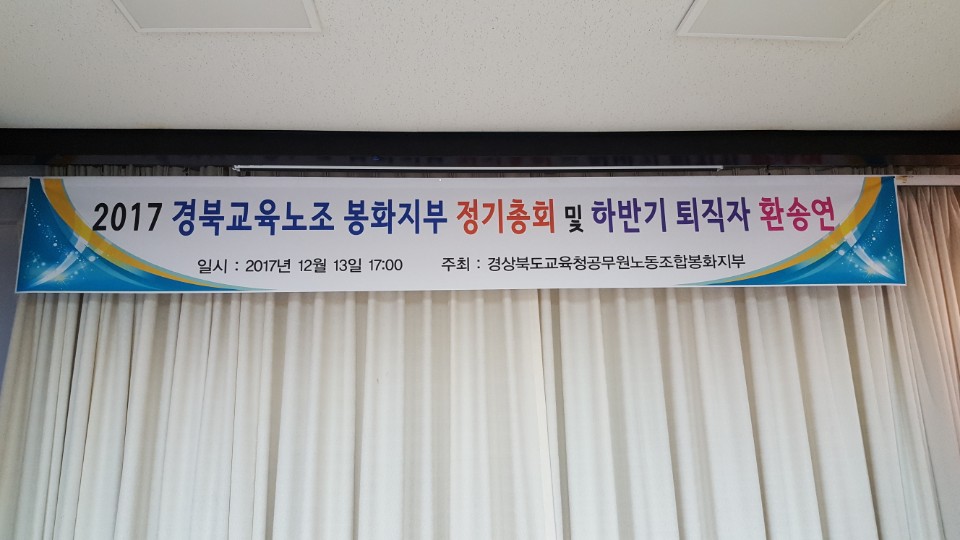 2017 경북교육노조 봉화지부 정기총회 및 하반기 퇴직자 환송연
일시 : 2017년 12월 13일 17:00 주최 : 경상북도교육청공무원노동조합봉화지부